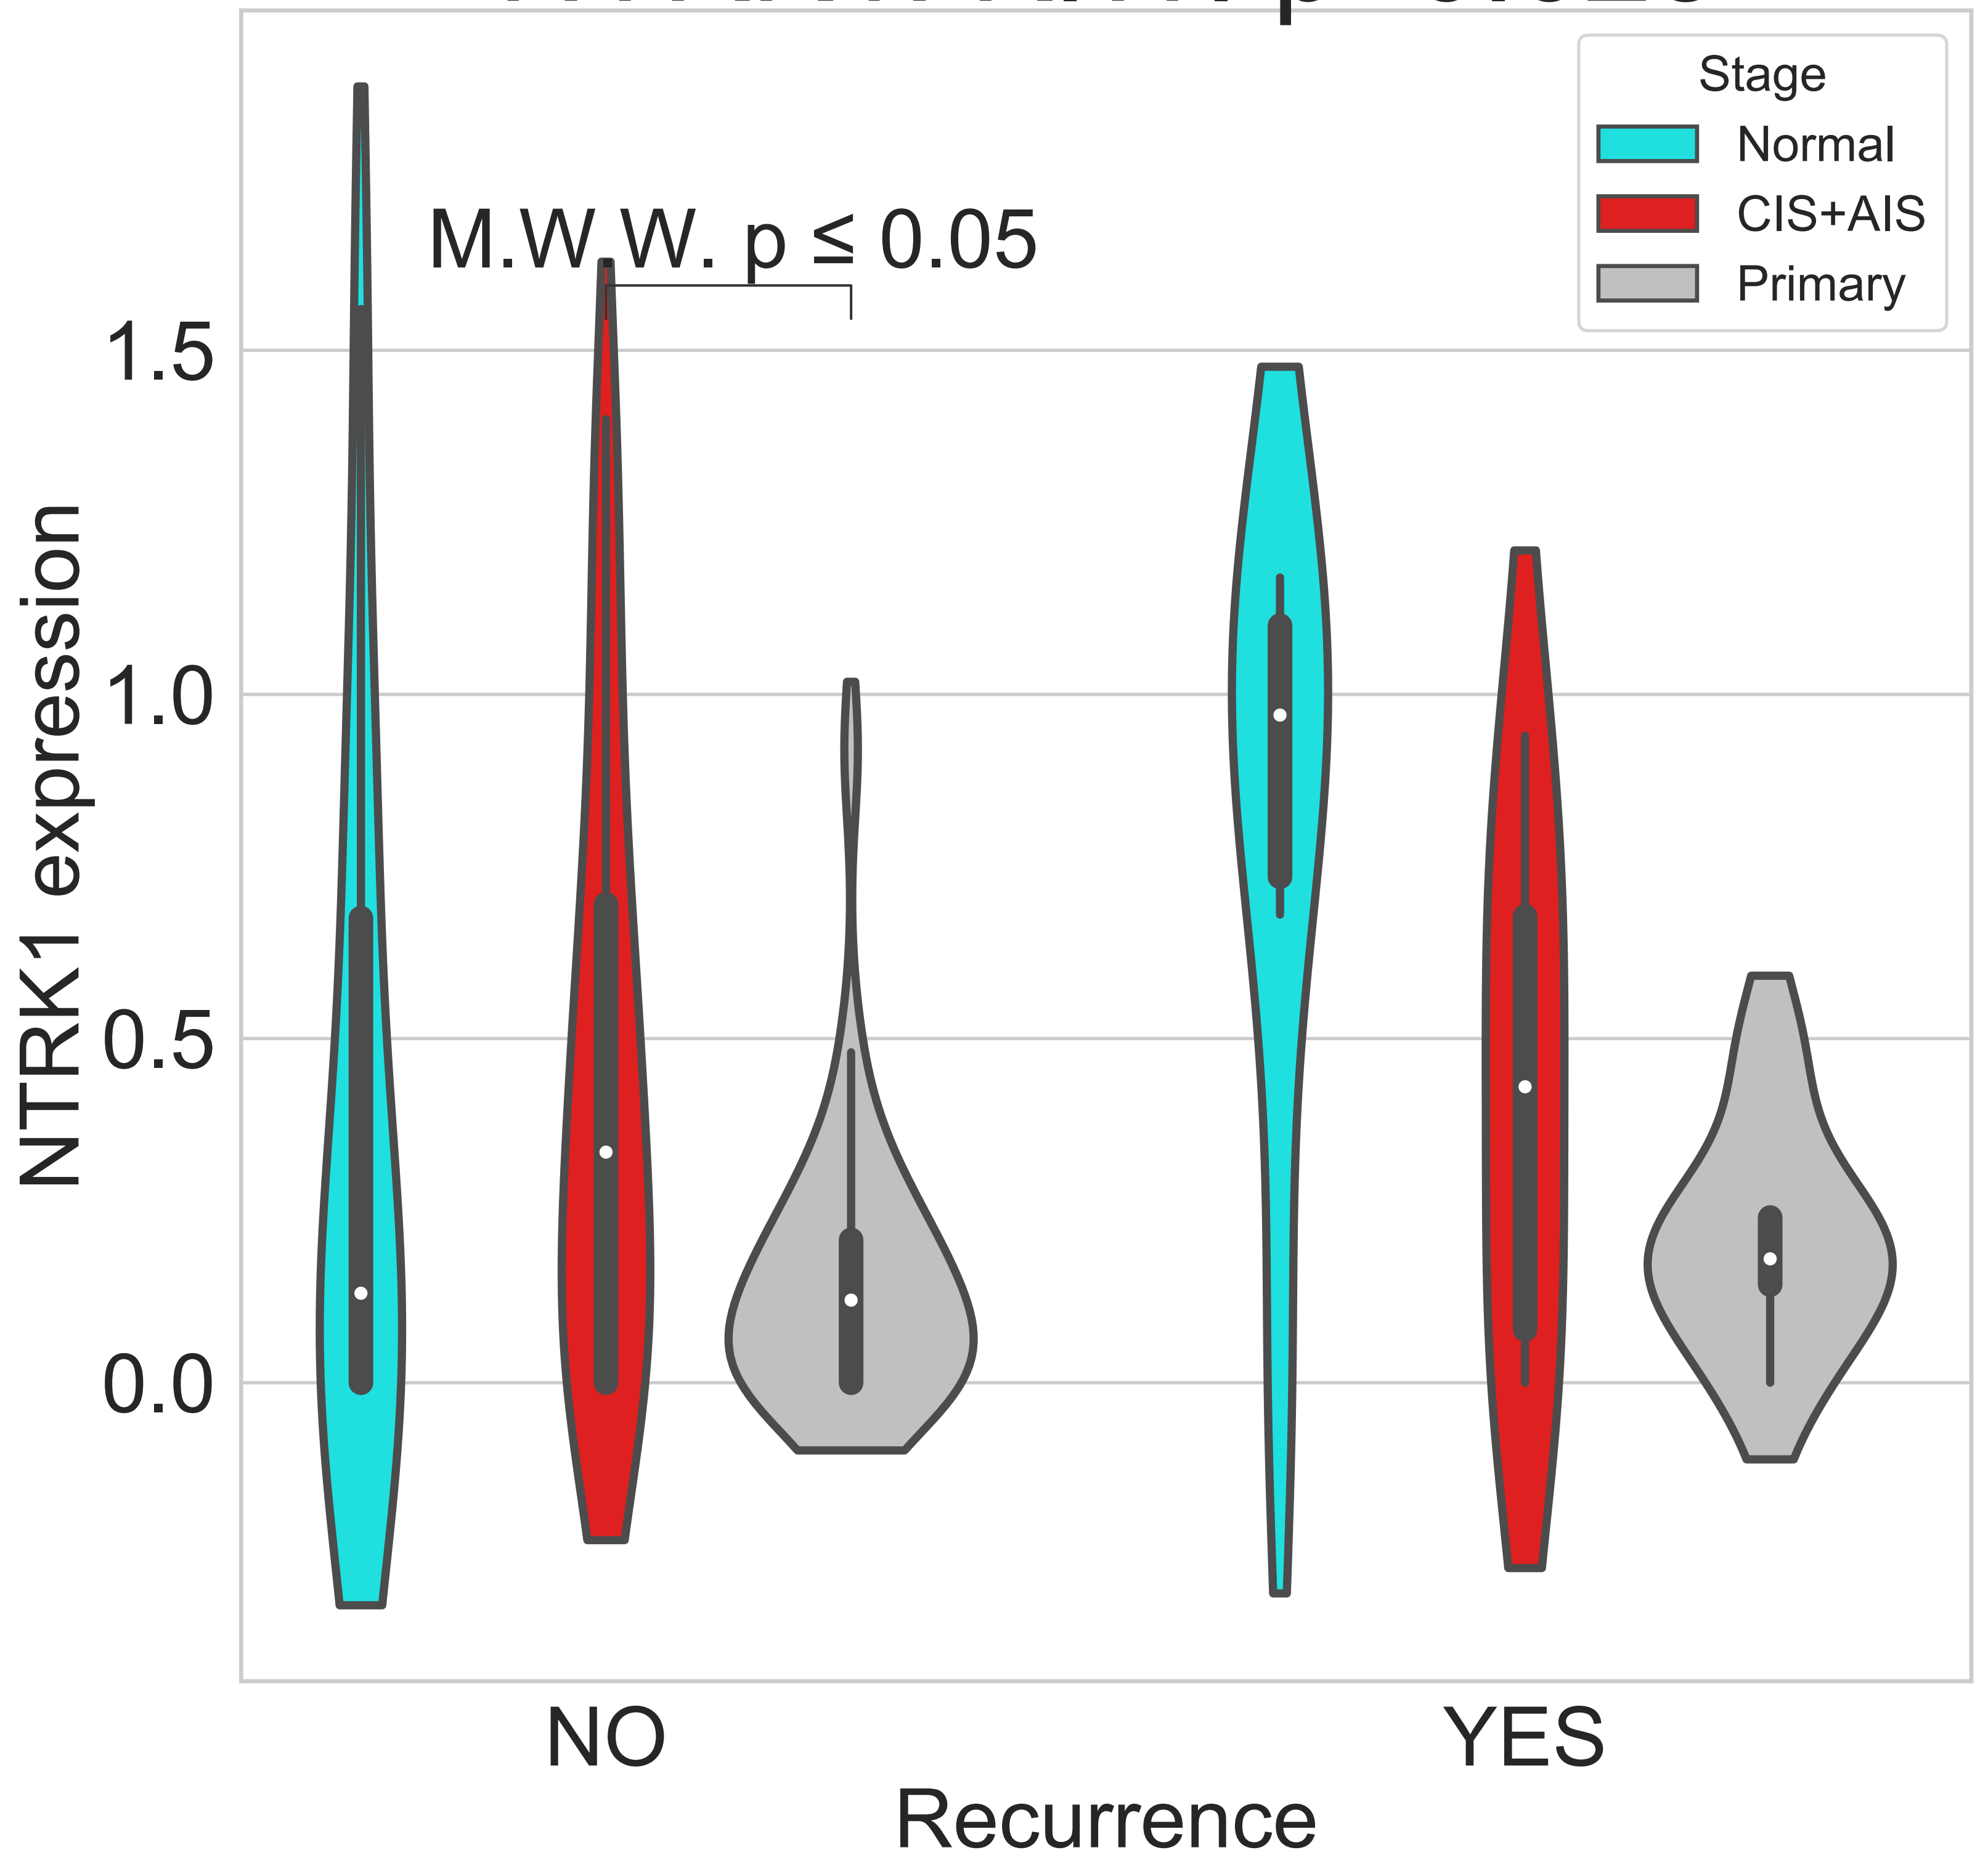 Stage
Normal
CIS+AIS
Primary
M.W.W. p ≤ 0.05
1.5
1.0
0.5
0.0
NTRK1 expression
NO
YES
Recurrence